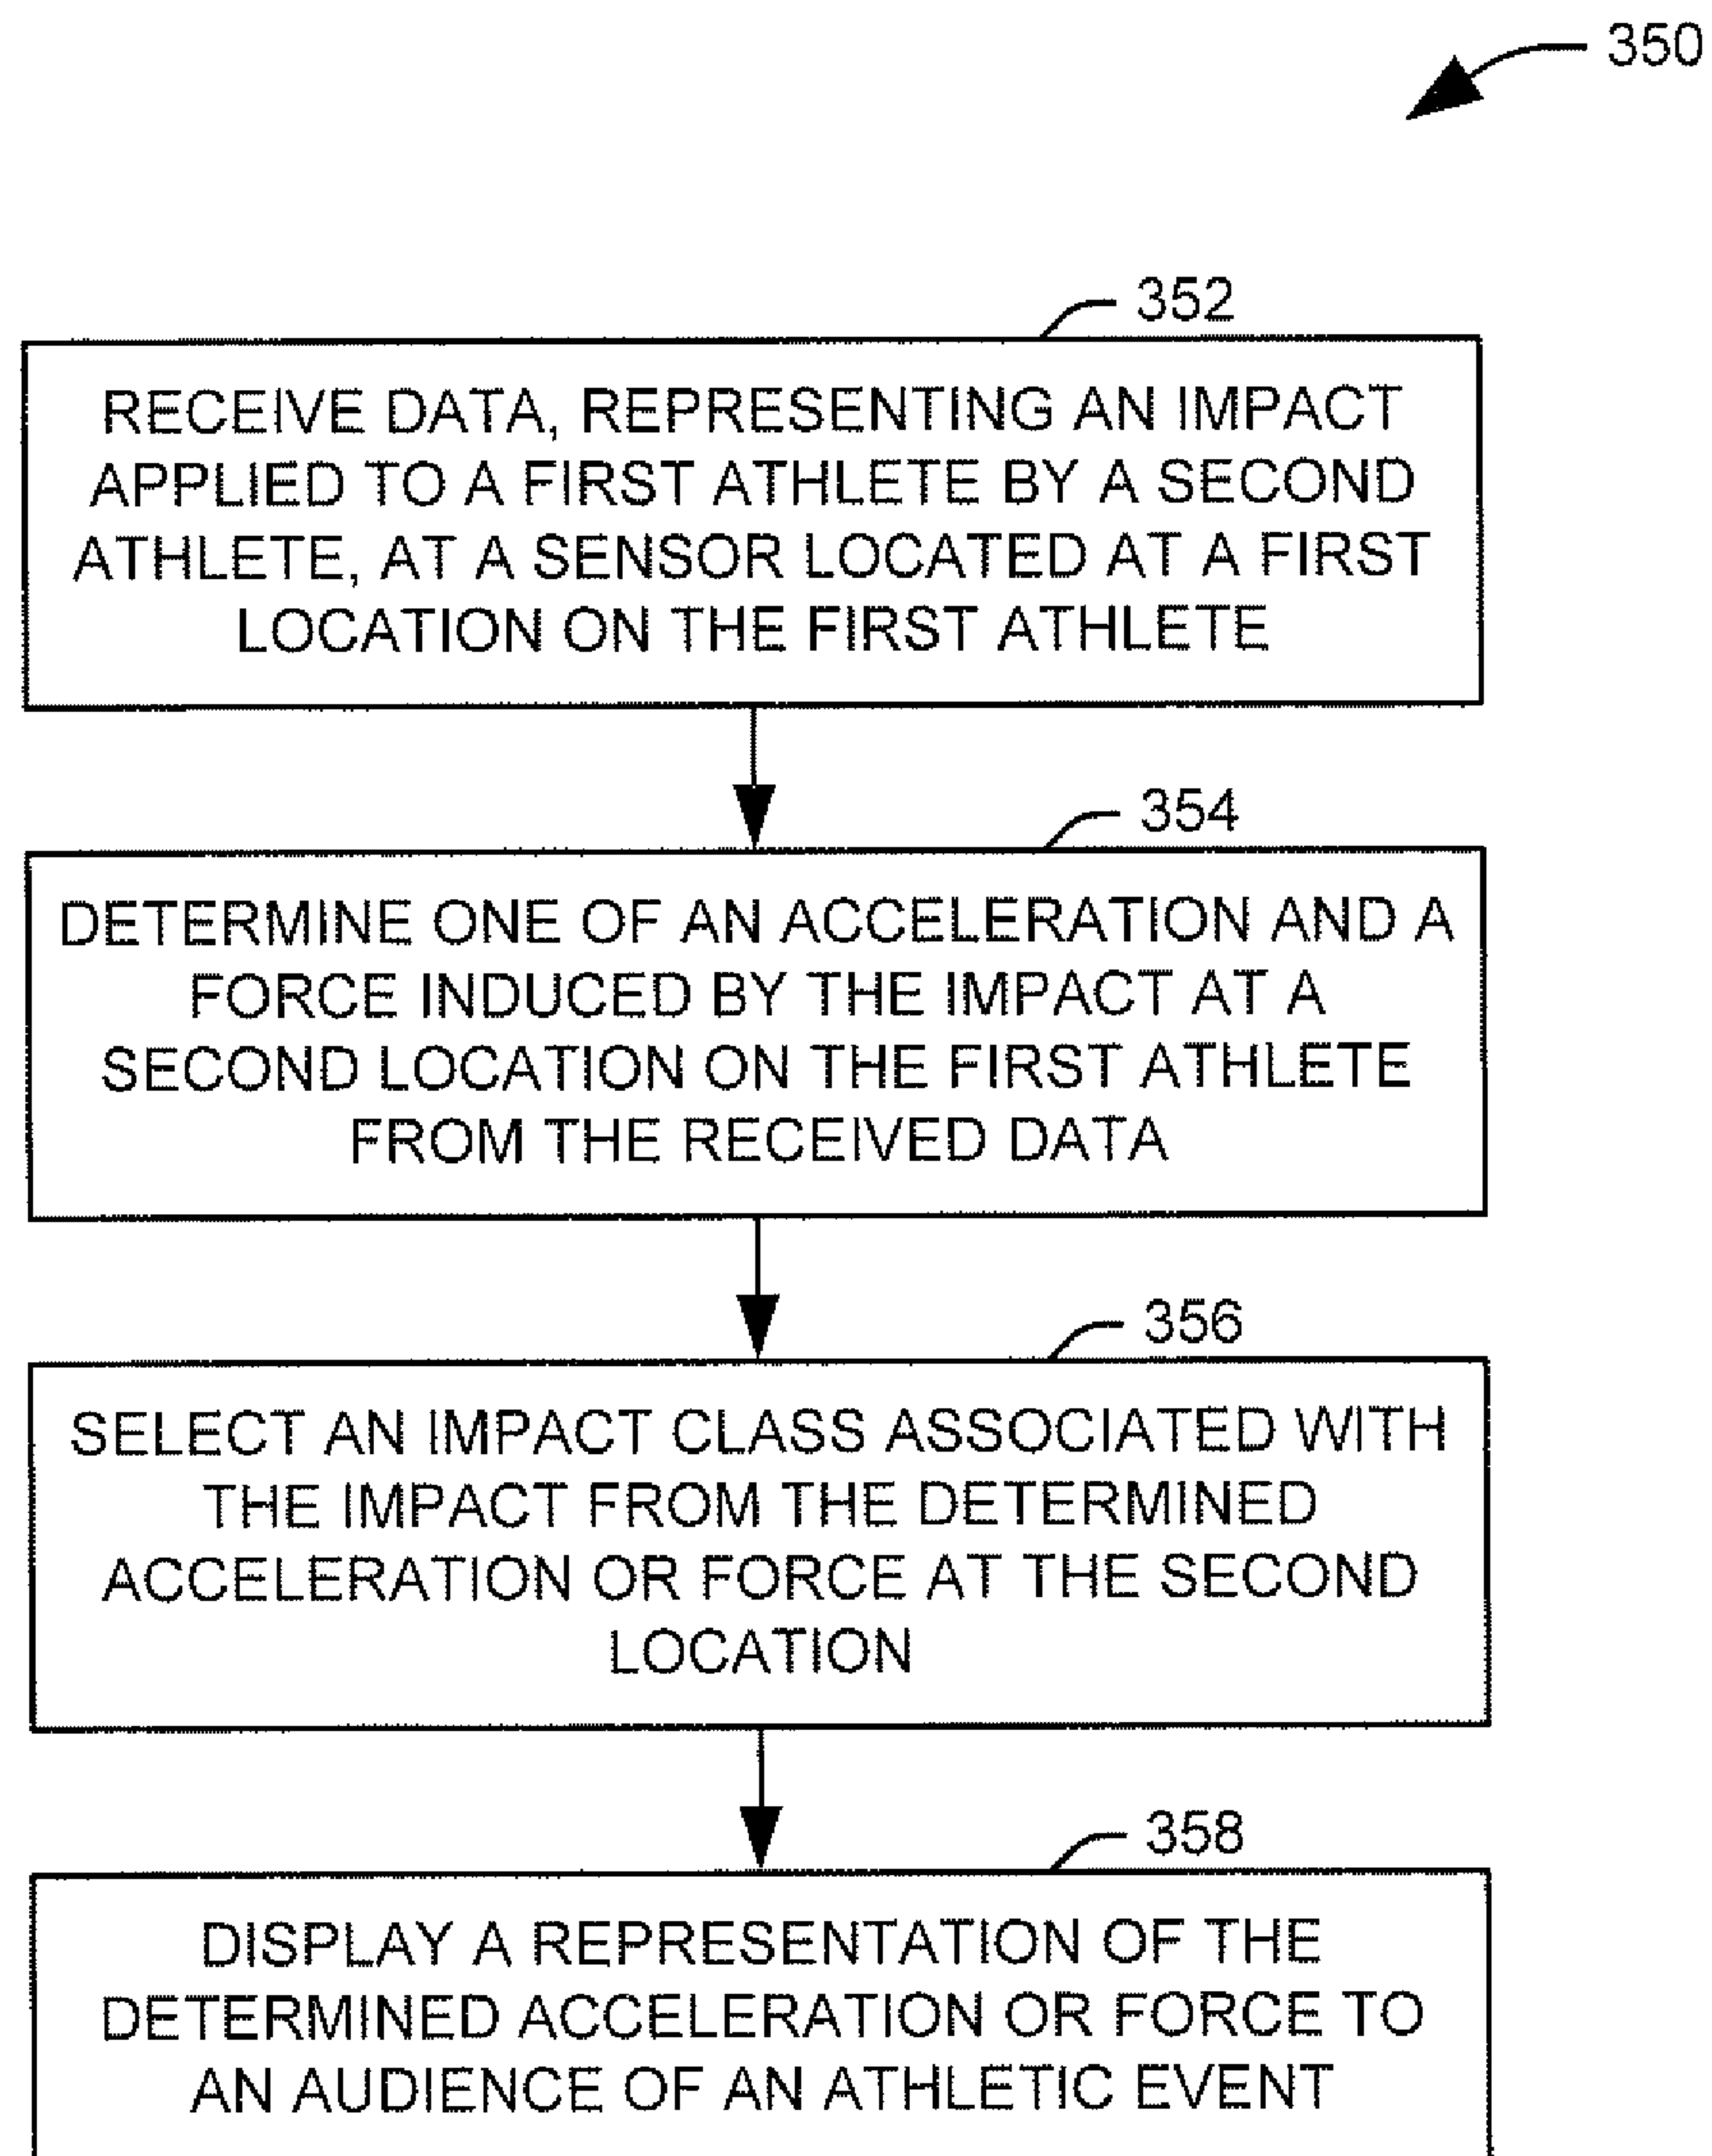 350
352
RECEIVE DATA, REPRESENTING AN IMPACT
APPLIED TO A FIRST ATHLETE BY A SECOND
ATHLETE, AT A SENSOR LOCATED AT A FIRST
LOCATION ON THE FIRST ATHLETE
354
DETERMINE ONE OF AN ACCELERATION AND A
FORCE INDUCED BY THE IMPACT AT A
SECOND LOCATION ON THE FIRST ATHLETE
FROM THE RECEIVED DATA
356
SELECT AN IMPACT CLASS ASSOCIATED WITH
THE IMPACT FROM THE DETERMINED
ACCELERATION OR FORCE AT THE SECOND
LOCATION
358
DISPLAY A REPRESENTATION OF THE
DETERMINED ACCELERATION OR FORCE TO
AN AUDIENCE OF AN ATHLETIC EVENT